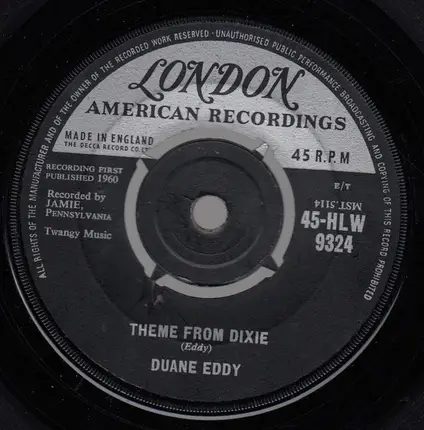 ALL RIGHTS OF THE MANUFACTURER AND OF THE OWNER OF THE RECORDED WORK RESERVED · UNAUTHORISED PUBLIC PERFORMANCE BROADCASTING AND COPYING OF THIS RECORD PROHIBITED
LONDON
AMERICAN RECORDINGS
MADE IN ENGLAND
THE DECCA RECORD CO LTD
45 R.P.M
RECORDING FIRST
PUBLISHED 1960
E/T
Recorded by
JAMIE,
PENNSYLVANIA
MST.5114
45-HLW
9324
Twangy Music
THEME FROM DIXIE
(Eddy)
DUANE EDDY